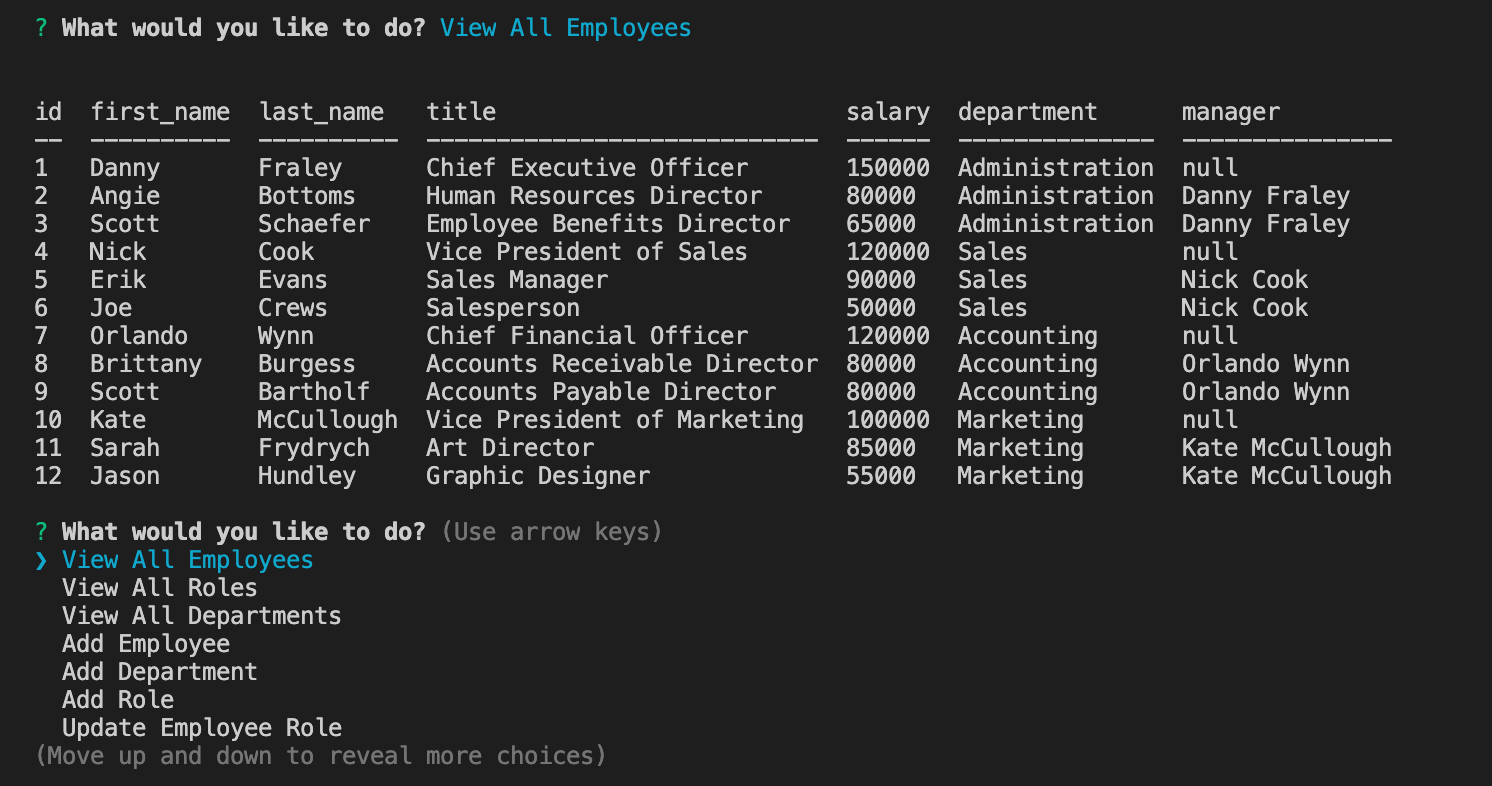 ? What would you like to do? View All Employees
id  first_name  last_name   title                         salary  department      manager
──  ──────────  ──────────  ────────────────────────────  ──────  ──────────────  ───────────────
1   Danny       Fraley      Chief Executive Officer       150000  Administration  null
2   Angie       Bottoms     Human Resources Director      80000   Administration  Danny Fraley
3   Scott       Schaefer    Employee Benefits Director    65000   Administration  Danny Fraley
4   Nick        Cook        Vice President of Sales       120000  Sales           null
5   Erik        Evans       Sales Manager                 90000   Sales           Nick Cook
6   Joe         Crews       Salesperson                   50000   Sales           Nick Cook
7   Orlando     Wynn        Chief Financial Officer       120000  Accounting      null
8   Brittany    Burgess     Accounts Receivable Director  80000   Accounting      Orlando Wynn
9   Scott       Bartholf    Accounts Payable Director     80000   Accounting      Orlando Wynn
10  Kate        McCullough  Vice President of Marketing   100000  Marketing       null
11  Sarah       Frydrych    Art Director                  85000   Marketing       Kate McCullough
12  Jason       Hundley     Graphic Designer              55000   Marketing       Kate McCullough
? What would you like to do? (Use arrow keys)
❯ View All Employees
  View All Roles
  View All Departments
  Add Employee
  Add Department
  Add Role
  Update Employee Role
(Move up and down to reveal more choices)